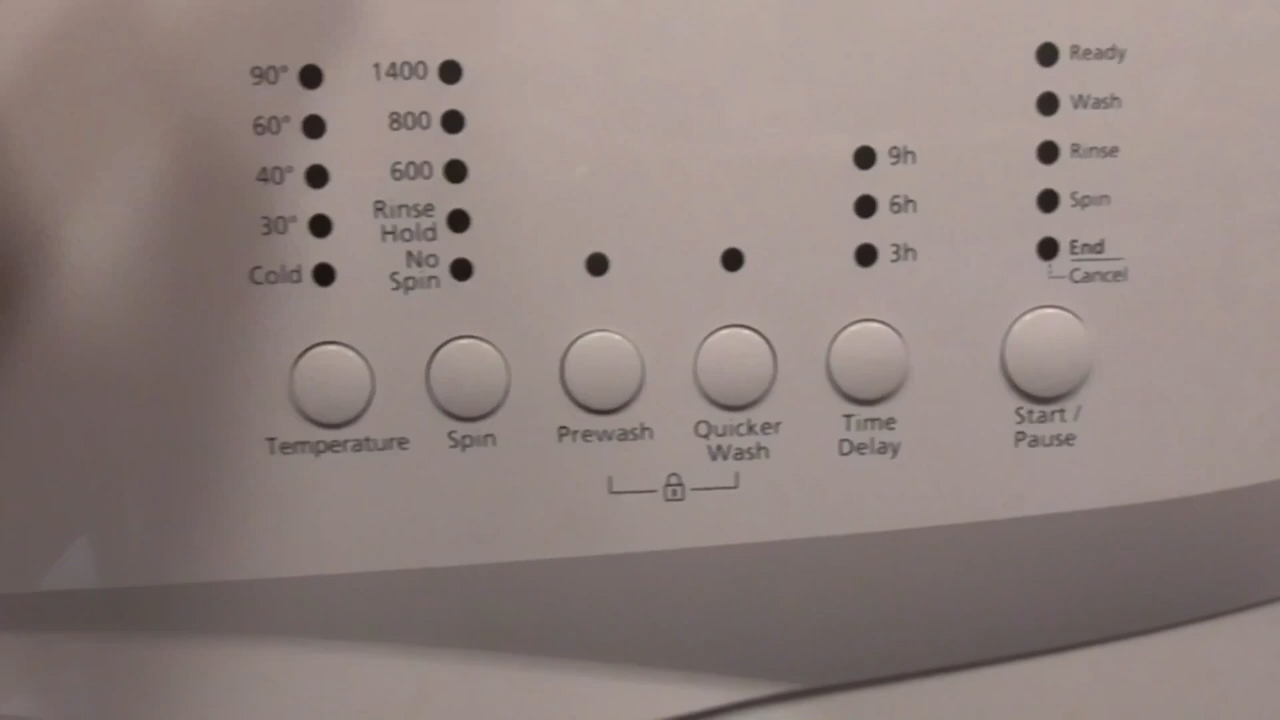 90°
60°
40°
30°
Cold
1400
800
600
Rinse
Hold
No
Spin
9h
6h
3h
Ready
Wash
Rinse
Spin
End
Cancel
Temperature
Spin
Prewash
Quicker
Wash
Time
Delay
Start /
Pause